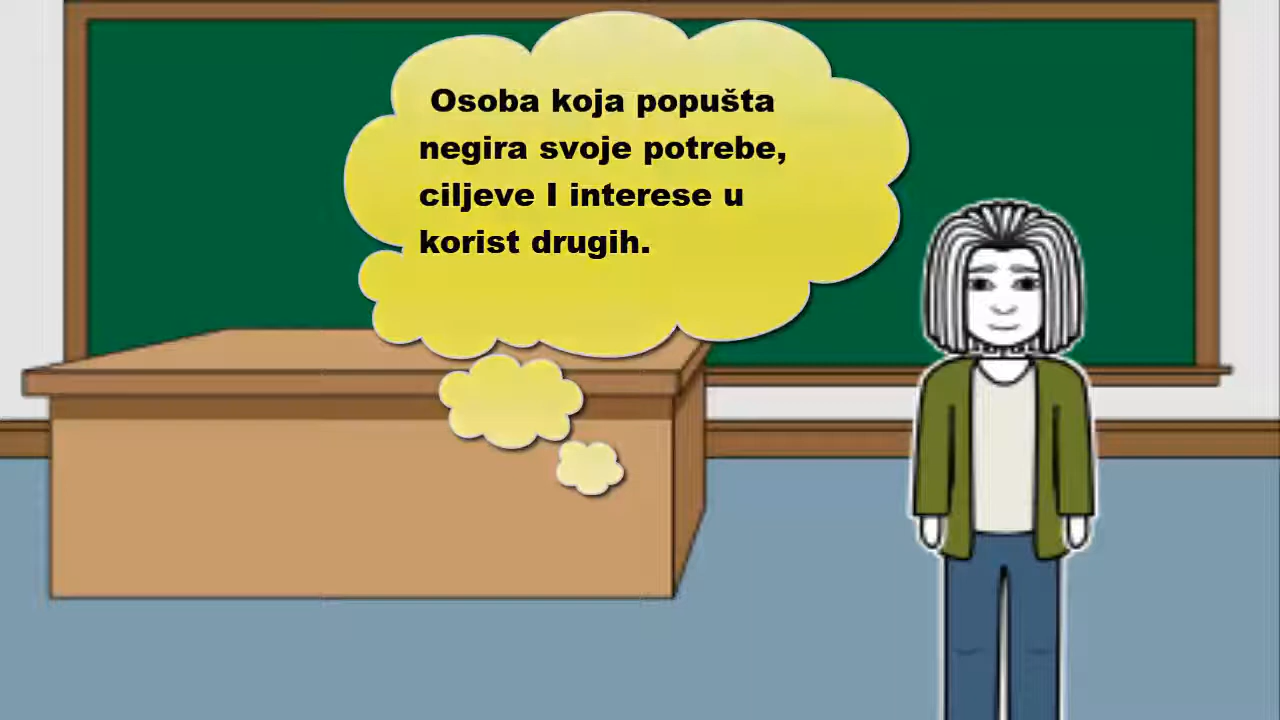 Osoba koja popušta
negira svoje potrebe,
ciljeve I interese u
korist drugih.